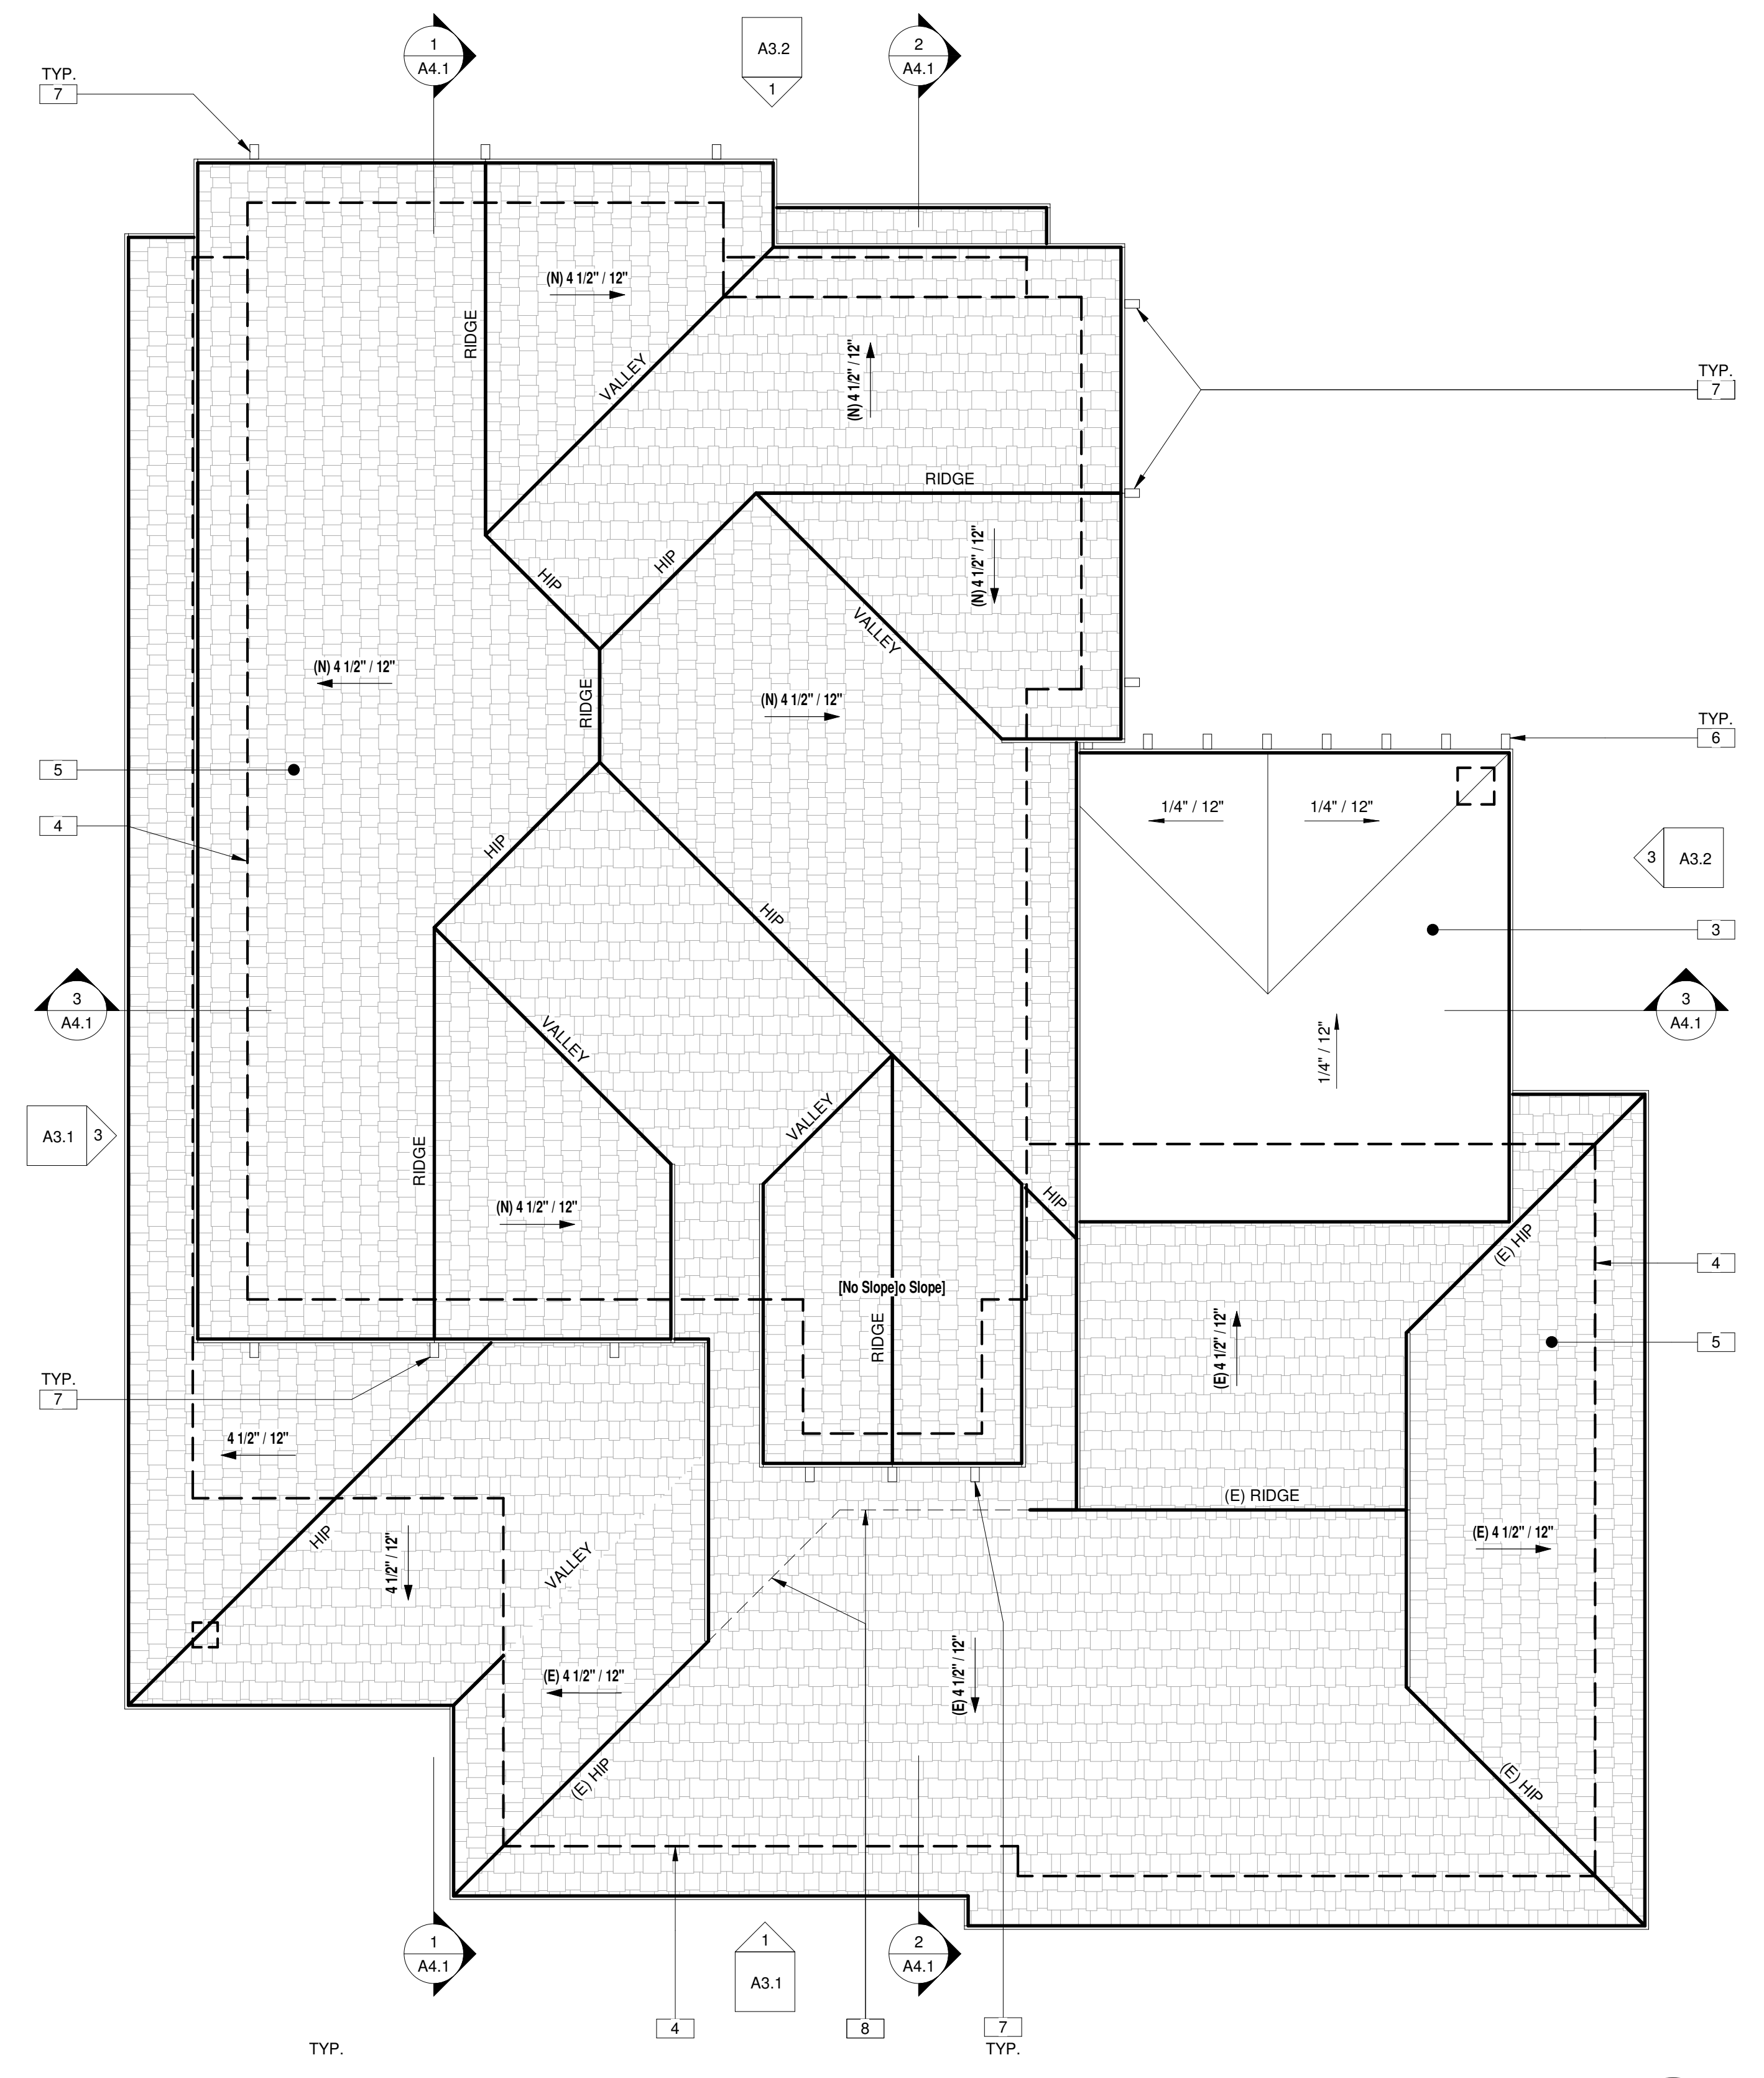 1
A4.1
A3.2
1
2
A4.1
TYP.
7
(N) 4 1/2" / 12"
RIDGE
VALLEY
(N) 4 1/2" / 12"
TYP.
7
RIDGE
(N) 4 1/2" / 12"
HIP
HIP
VALLEY
(N) 4 1/2" / 12"
RIDGE
(N) 4 1/2" / 12"
TYP.
6
5
4
1/4" / 12"
1/4" / 12"
HIP
3
A3.2
HIP
3
3
A4.1
3
A4.1
VALLEY
1/4" / 12"
A3.1
3
VALLEY
RIDGE
HIP
(N) 4 1/2" / 12"
(E) HIP
4
[No Slope]o Slope]
RIDGE
(E) 4 1/2" / 12"
5
TYP.
7
4 1/2" / 12"
(E) RIDGE
HIP
4 1/2" / 12"
VALLEY
(E) 4 1/2" / 12"
(E) 4 1/2" / 12"
(E) 4 1/2" / 12"
(E) HIP
(E) HIP
1
A4.1
1
A3.1
2
A4.1
4
8
7
TYP.
TYP.